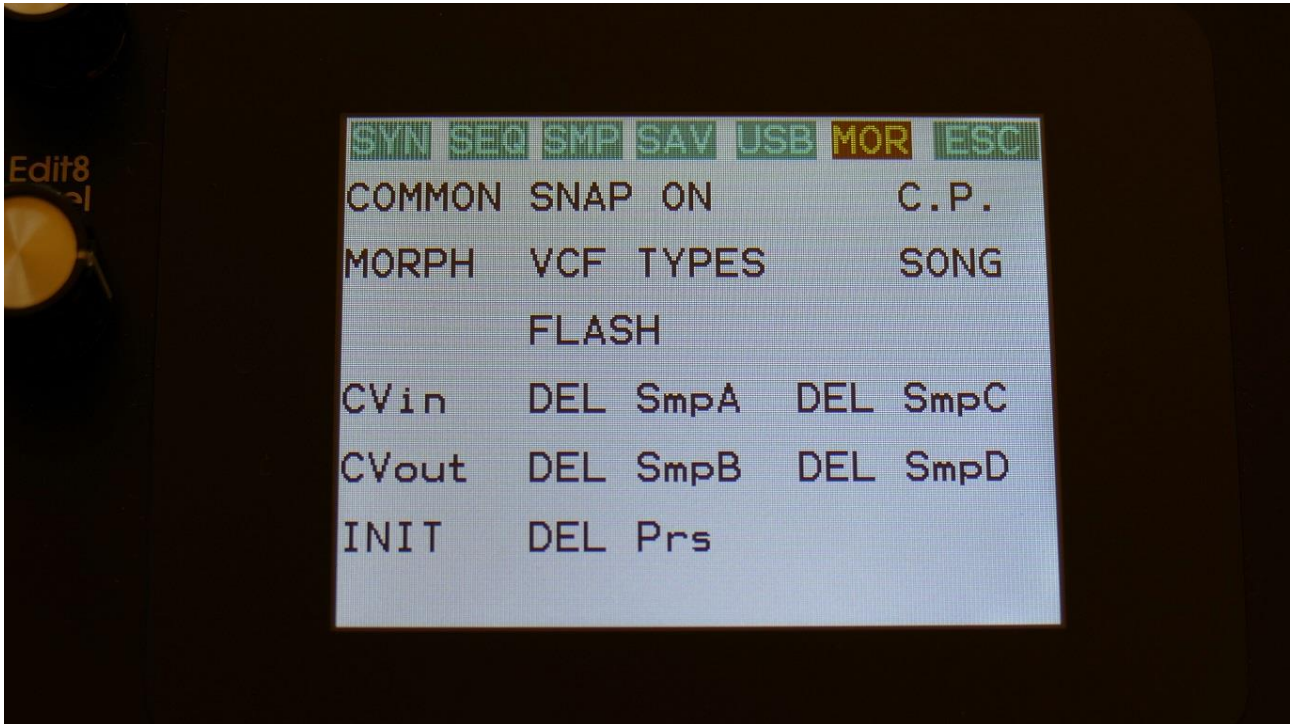 SYN SEQ SMP SAV USB MOR ESC
Edit8
COMMON SNAP ON C.P.
MORPH VCF TYPES SONG
FLASH
CVin DEL SmpA DEL SmpC
CVout DEL SmpB DEL SmpD
INIT DEL Prs